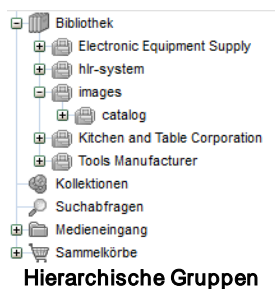 Bibliothek
Electronic Equipment Supply
hlr-system
images
catalog
Kitchen and Table Corporation
Tools Manufacturer
Kollektionen
Suchabfragen
Medieneingang
Sammelkörbe
Hierarchische Gruppen